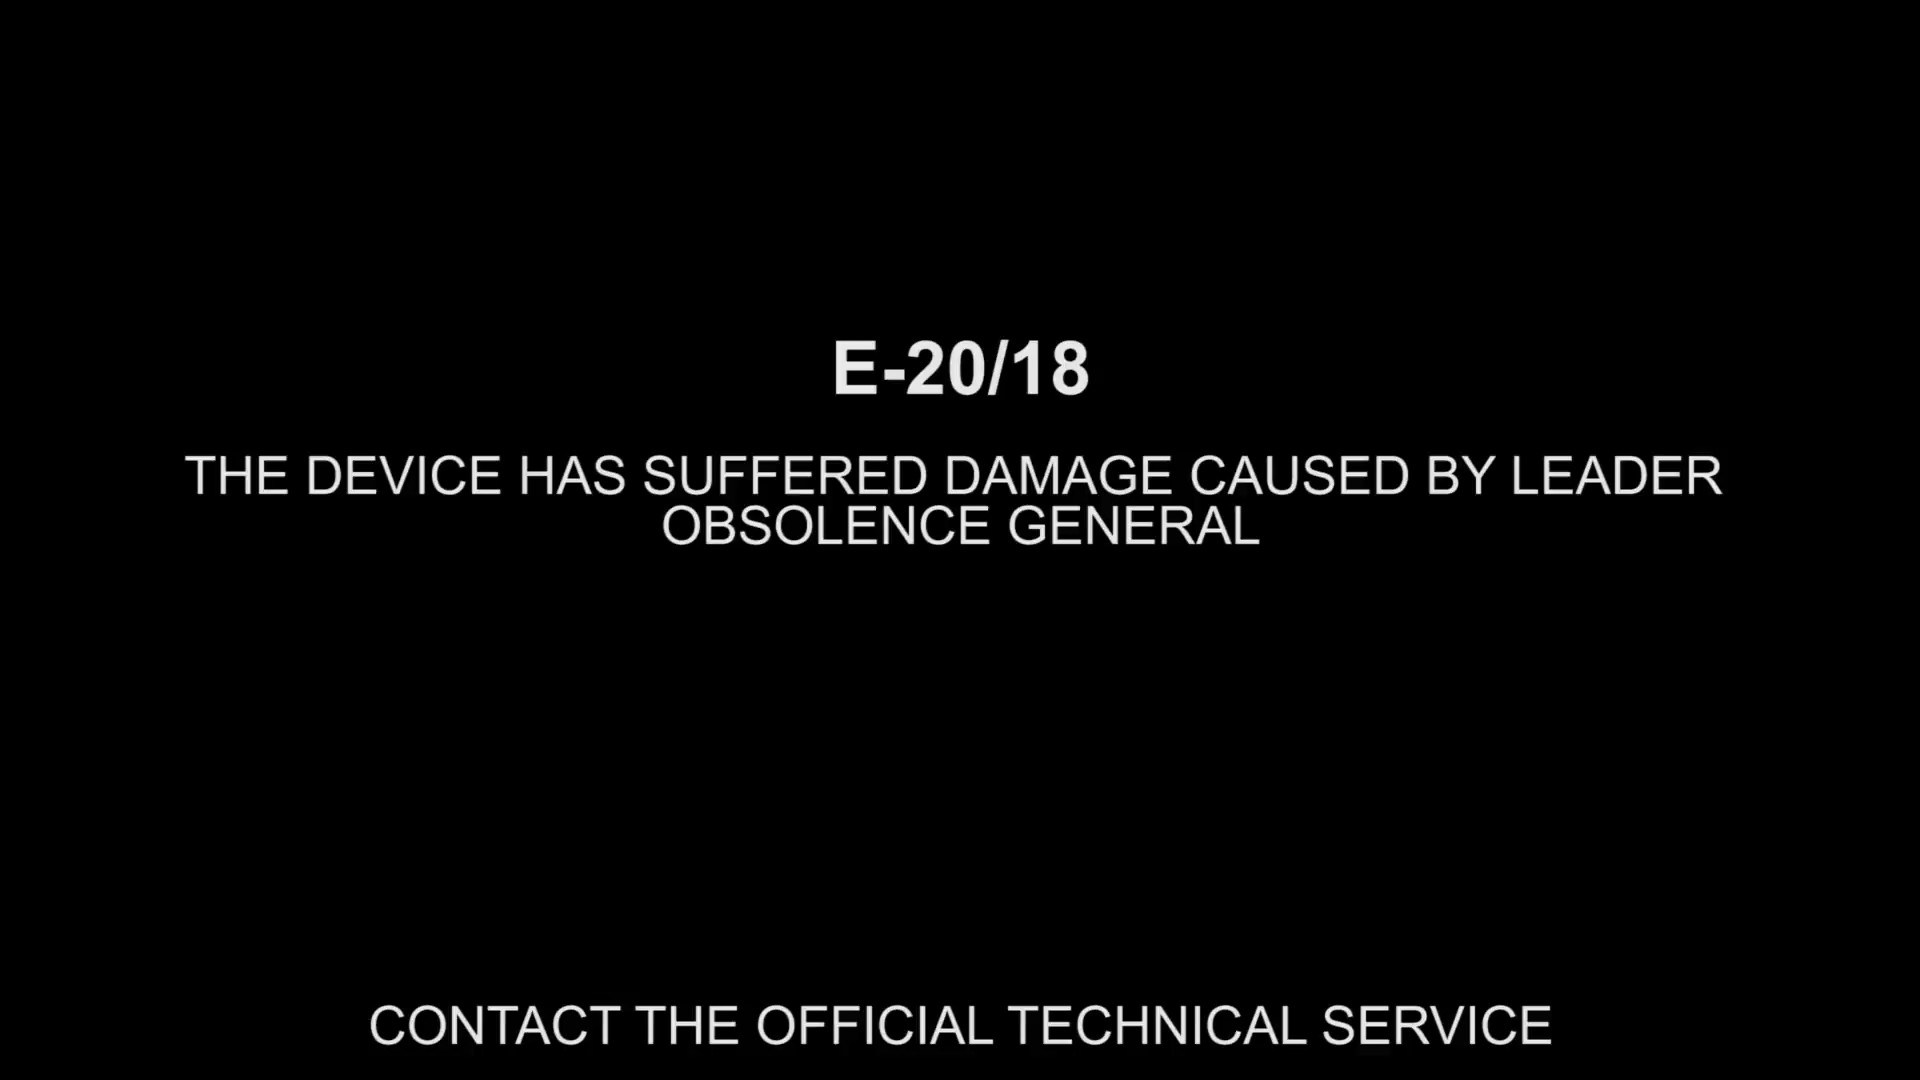 E-20/18
THE DEVICE HAS SUFFERED DAMAGE CAUSED BY LEADER
OBSOLENCE GENERAL
CONTACT THE OFFICIAL TECHNICAL SERVICE